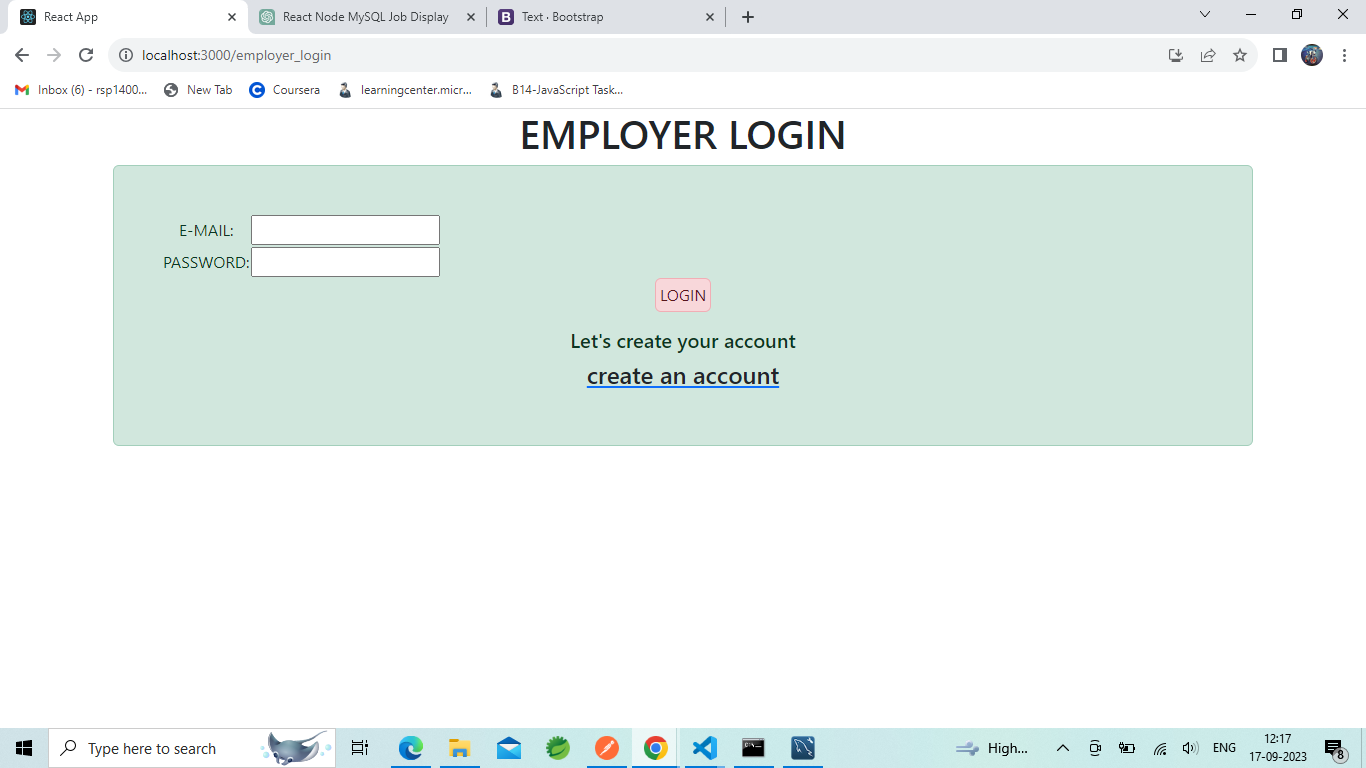 React App
React Node MySQL Job Display
Text · Bootstrap
localhost:3000/employer_login
Inbox (6) - rsp1400...
New Tab
Coursera
learningcenter.micr...
B14-JavaScript Task...
EMPLOYER LOGIN
E-MAIL:
PASSWORD:
LOGIN
Let's create your account
create an account
Type here to search
High...
ENG
12:17
17-09-2023
8